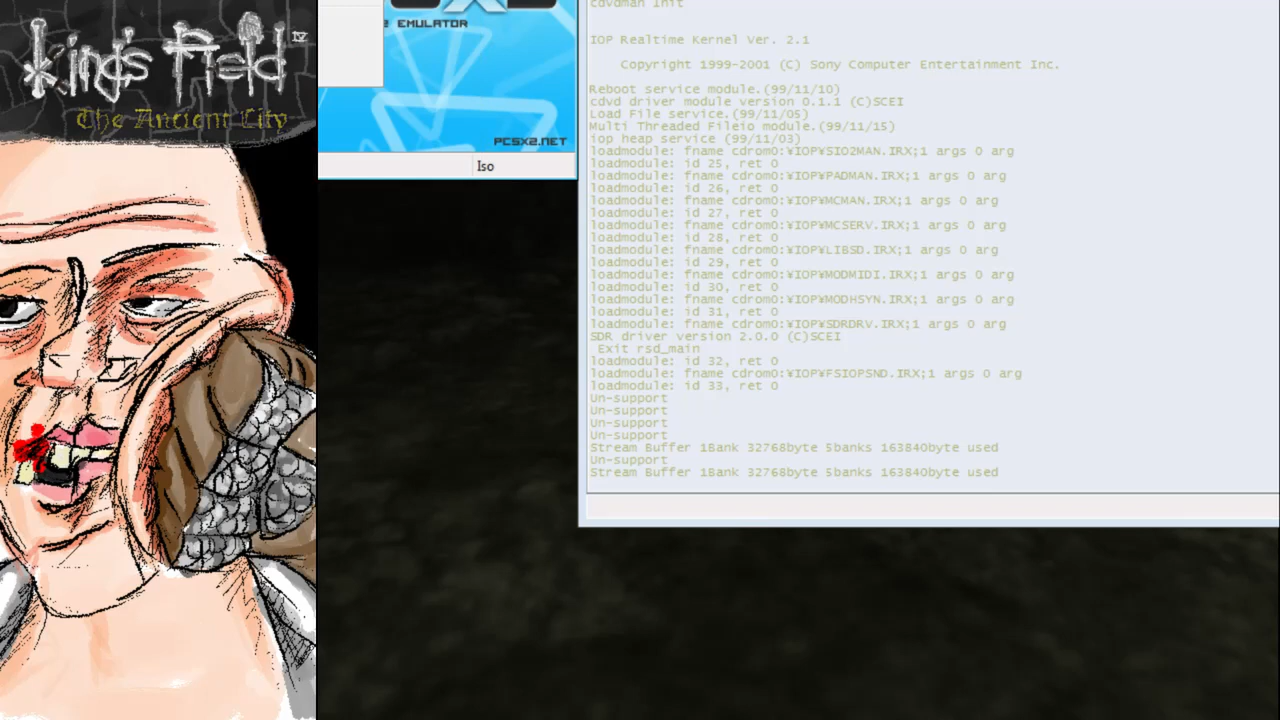 King's Field IV
The Ancient City
2 EMULATOR
PCSX2.NET
Iso
cdvdman Init
IOP Realtime Kernel Ver. 2.1
Copyright 1999-2001 (C) Sony Computer Entertainment Inc.
Reboot service module.(99/11/10)
cdvd driver module version 0.1.1 (C)SCEI
Load File service.(99/11/05)
Multi Threaded Fileio module.(99/11/15)
iop heap service (99/11/03)
loadmodule: fname cdrom0:¥IOP¥SIO2MAN.IRX;1 args 0 arg
loadmodule: id 25, ret 0
loadmodule: fname cdrom0:¥IOP¥PADMAN.IRX;1 args 0 arg
loadmodule: id 26, ret 0
loadmodule: fname cdrom0:¥IOP¥MCMAN.IRX;1 args 0 arg
loadmodule: id 27, ret 0
loadmodule: fname cdrom0:¥IOP¥MCSERV.IRX;1 args 0 arg
loadmodule: id 28, ret 0
loadmodule: fname cdrom0:¥IOP¥LIBSD.IRX;1 args 0 arg
loadmodule: id 29, ret 0
loadmodule: fname cdrom0:¥IOP¥MODMIDI.IRX;1 args 0 arg
loadmodule: id 30, ret 0
loadmodule: fname cdrom0:¥IOP¥MODHSYN.IRX;1 args 0 arg
loadmodule: id 31, ret 0
loadmodule: fname cdrom0:¥IOP¥SDRDRV.IRX;1 args 0 arg
SDR driver version 2.0.0 (C)SCEI
Exit rsd_main
loadmodule: id 32, ret 0
loadmodule: fname cdrom0:¥IOP¥FSIOPSND.IRX;1 args 0 arg
loadmodule: id 33, ret 0
Un-support
Un-support
Un-support
Un-support
Stream Buffer 1Bank 32768byte 5banks 163840byte used
Un-support
Stream Buffer 1Bank 32768byte 5banks 163840byte used